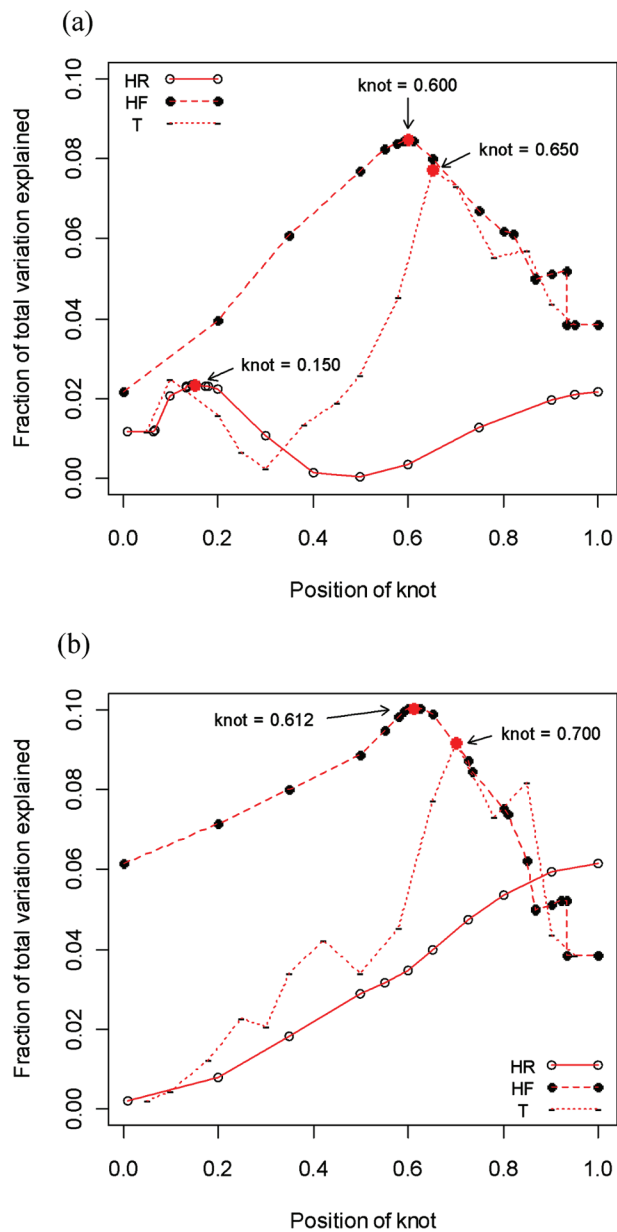 (a)
Fraction of total variation explained
0.10
0.08
0.06
0.04
0.02
0.00
HR
HF
T
knot = 0.600
knot = 0.650
knot = 0.150
0.0 0.2 0.4 0.6 0.8 1.0
Position of knot
(b)
Fraction of total variation explained
0.10
0.08
0.06
0.04
0.02
0.00
knot = 0.612
knot = 0.700
HR
HF
T
0.0 0.2 0.4 0.6 0.8 1.0
Position of knot